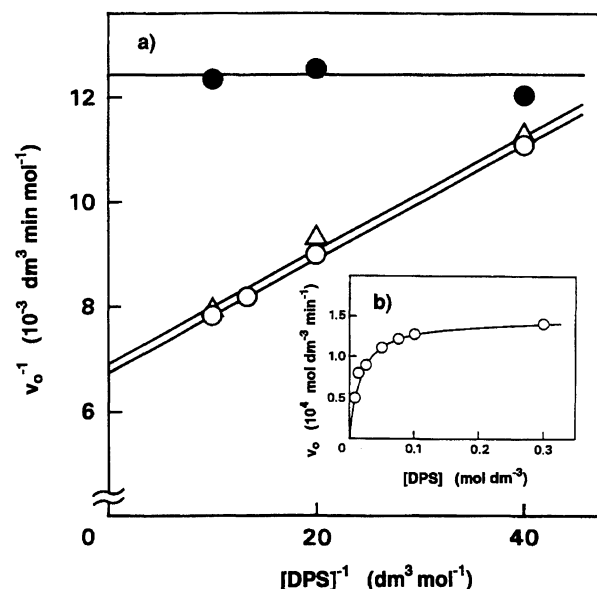 a)
12
10
8
6
0
20
40
v₀⁻¹ (10⁻³ dm³ min mol⁻¹)
[DPS]⁻¹ (dm³ mol⁻¹)
b)
1.5
1.0
0.5
0
0.1
0.2
0.3
v₀ (10⁴ mol dm⁻³ min⁻¹)
[DPS] (mol dm⁻³)